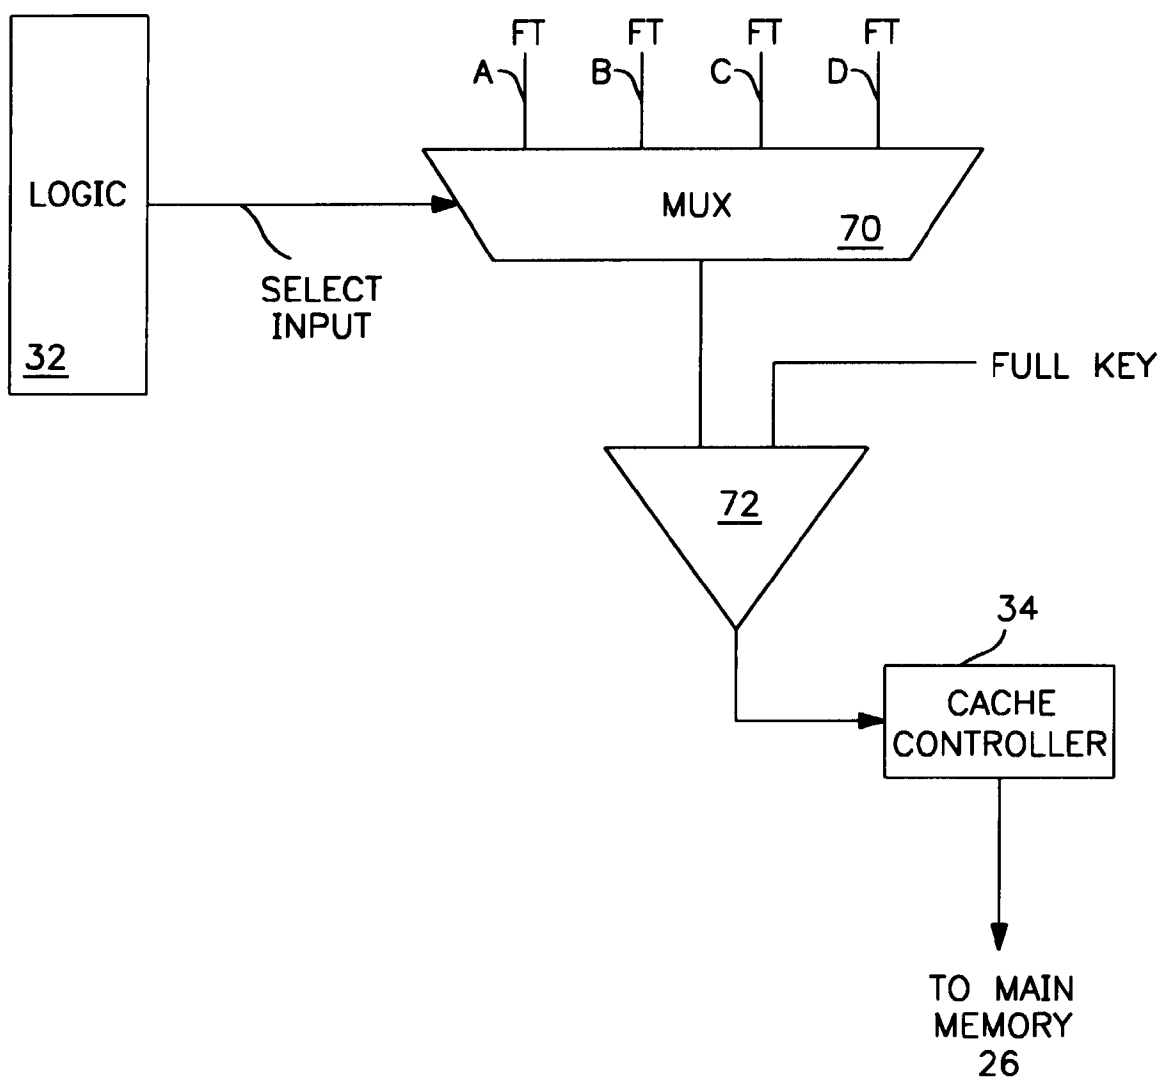 FT FT FT FT
A B C D
LOGIC
MUX
70
SELECT
INPUT
32
FULL KEY
72
34
CACHE
CONTROLLER
TO MAIN
MEMORY
26